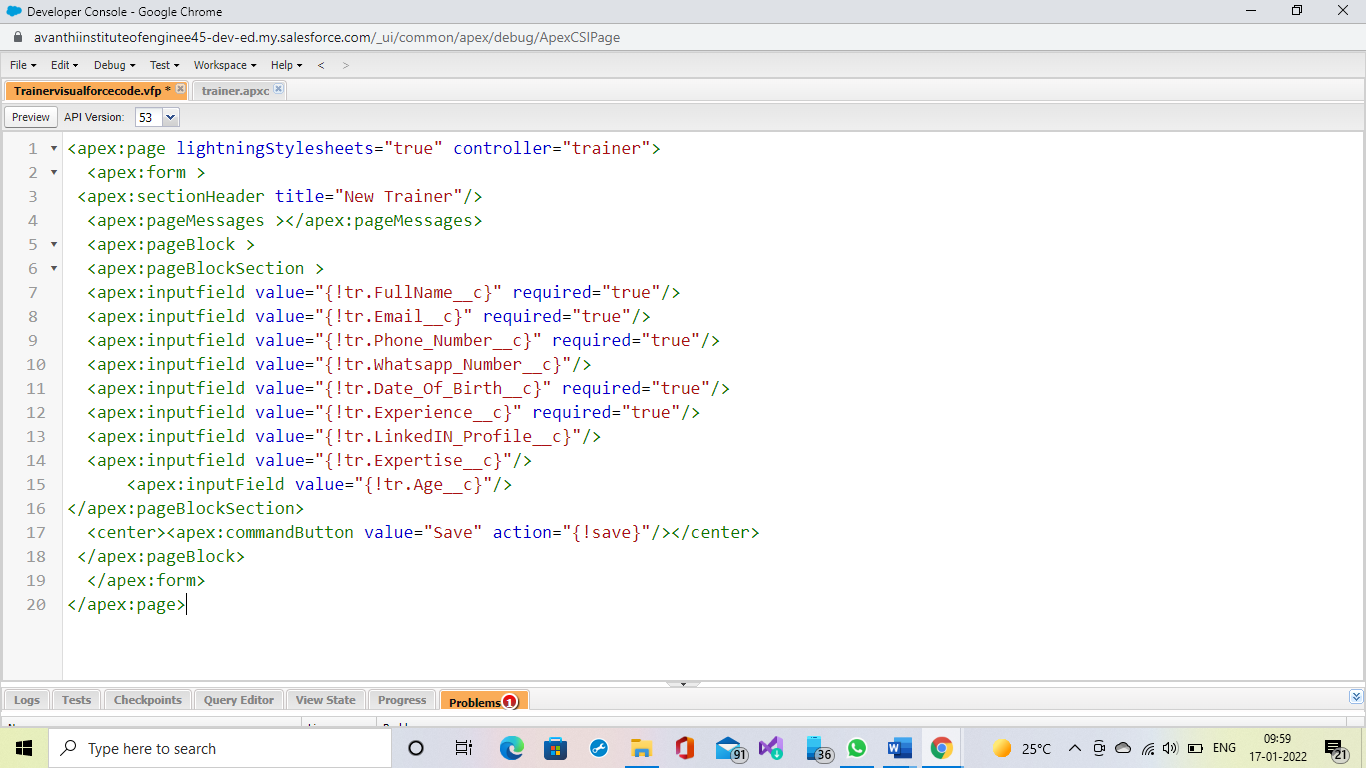 Developer Console - Google Chrome
avanthiinstituteofenginee45-dev-ed.my.salesforce.com/_ui/common/apex/debug/ApexCSIPage
File Edit Debug Test Workspace Help < >
Trainervisualforcecode.vfp * trainer.apxc
Preview API Version: 53
1 <apex:page lightningStylesheets="true" controller="trainer">
2 <apex:form >
3 <apex:sectionHeader title="New Trainer"/>
4 <apex:pageMessages ></apex:pageMessages>
5 <apex:pageBlock >
6 <apex:pageBlockSection >
7 <apex:inputfield value="{!tr.FullName__c}" required="true"/>
8 <apex:inputfield value="{!tr.Email__c}" required="true"/>
9 <apex:inputfield value="{!tr.Phone_Number__c}" required="true"/>
10 <apex:inputfield value="{!tr.Whatsapp_Number__c}"/>
11 <apex:inputfield value="{!tr.Date_Of_Birth__c}" required="true"/>
12 <apex:inputfield value="{!tr.Experience__c}" required="true"/>
13 <apex:inputfield value="{!tr.LinkedIN_Profile__c}"/>
14 <apex:inputfield value="{!tr.Expertise__c}"/>
15 <apex:inputField value="{!tr.Age__c}"/>
16 </apex:pageBlockSection>
17 <center><apex:commandButton value="Save" action="{!save}"/></center>
18 </apex:pageBlock>
19 </apex:form>
20 </apex:page>
Logs Tests Checkpoints Query Editor View State Progress Problems 1
Type here to search 91 36 25°C ENG 09:59
17-01-2022 21